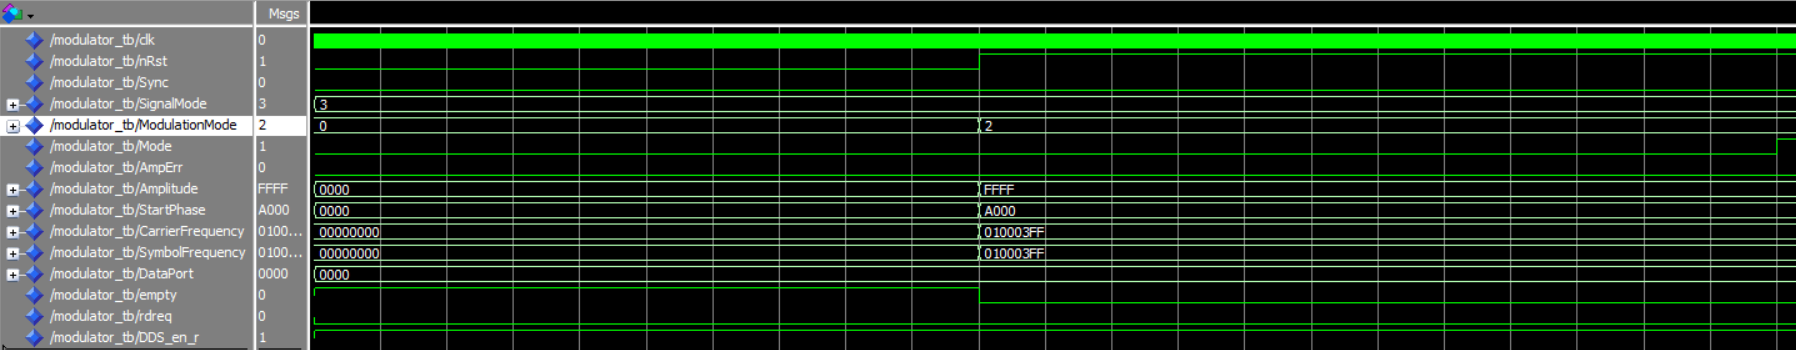 Msgs
/modulator_tb/clk 0
/modulator_tb/nRst 1
/modulator_tb/Sync 0
/modulator_tb/SignalMode 3 3
/modulator_tb/ModulationMode 2 0 2
/modulator_tb/Mode 1
/modulator_tb/AmpErr 0
/modulator_tb/Amplitude FFFF 0000 FFFF
/modulator_tb/StartPhase A000 0000 A000
/modulator_tb/CarrierFrequency 0100... 00000000 010003FF
/modulator_tb/SymbolFrequency 0100... 00000000 010003FF
/modulator_tb/DataPort 0000 0000
/modulator_tb/empty 0
/modulator_tb/rdreq 0
/modulator_tb/DDS_en_r 1